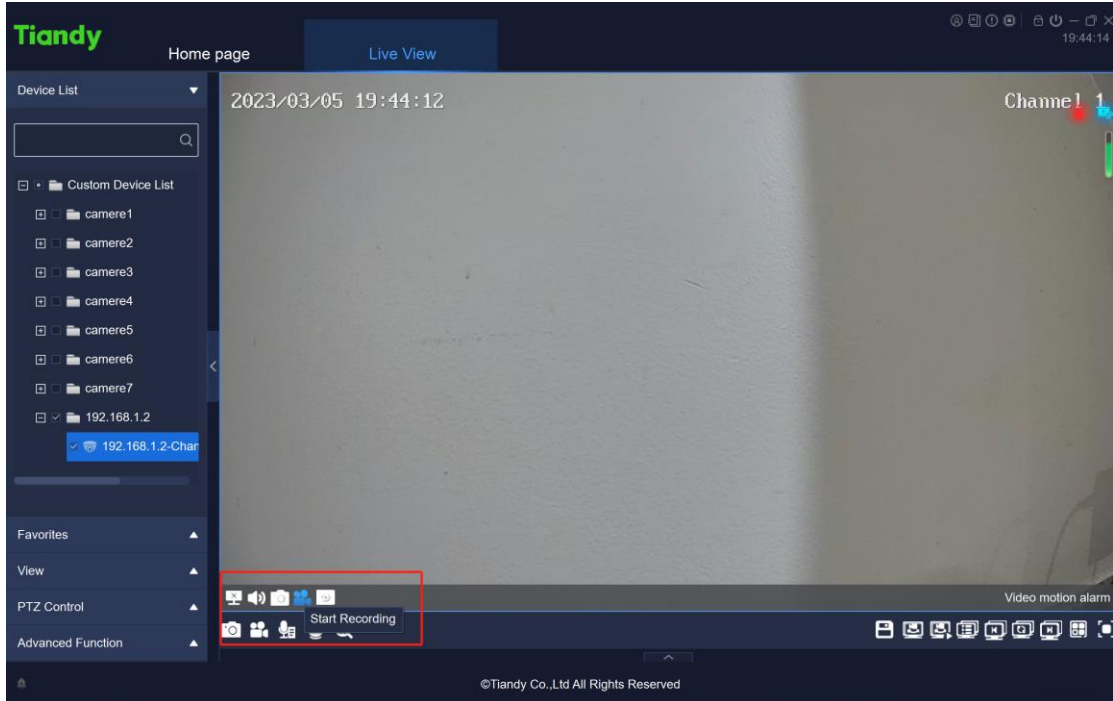 Tiandy
Home page
Live View
19:44:14
Device List
2023/03/05 19:44:12
Channel 1
Custom Device List
camere1
camere2
camere3
camere4
camere5
camere6
camere7
192.168.1.2
192.168.1.2-Chan
Favorites
View
PTZ Control
Advanced Function
Video motion alarm
Start Recording
©Tiandy Co.,Ltd All Rights Reserved